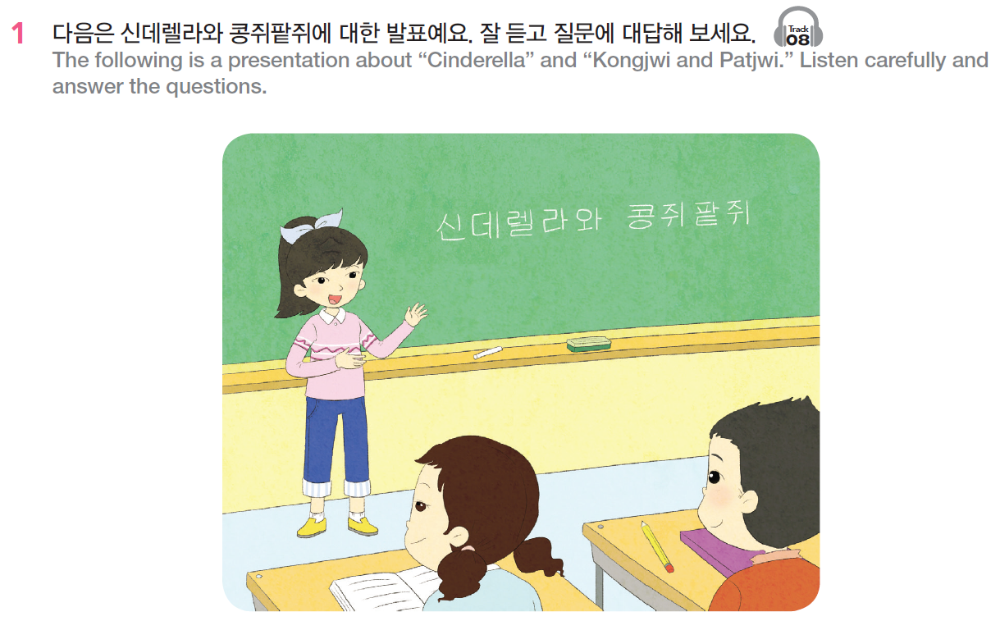 1 다음은 신데렐라와 콩쥐팥쥐에 대한 발표예요. 잘 듣고 질문에 대답해 보세요. Track 08
The following is a presentation about “Cinderella” and “Kongjwi and Patjwi.” Listen carefully and
answer the questions.
신데렐라와 콩쥐팥쥐